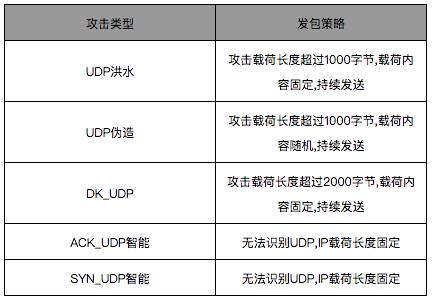 攻击类型 发包策略
UDP洪水 攻击载荷长度超过1000字节,载荷内
容固定,持续发送
UDP伪造 攻击载荷长度超过1000字节,载荷内
容随机,持续发送
DK_UDP 攻击载荷长度超过2000字节,载荷内
容固定,持续发送
ACK_UDP智能 无法识别UDP,IP载荷长度固定
SYN_UDP智能 无法识别UDP,IP载荷长度固定